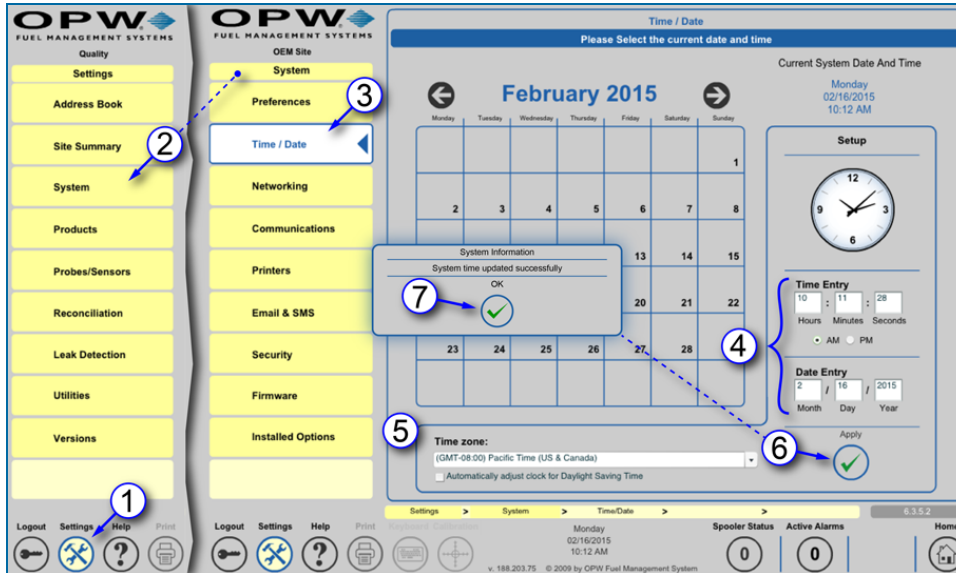 OPW
FUEL MANAGEMENT SYSTEMS
Quality
Settings
Address Book
Site Summary
System
Products
Probes/Sensors
Reconciliation
Leak Detection
Utilities
Versions
2
1
Logout Settings Help Print
OPW
FUEL MANAGEMENT SYSTEMS
OEM Site
System
Preferences
3
Time / Date
Networking
Communications
Printers
Email & SMS
Security
Firmware
Installed Options
Logout Settings Help Print
Time / Date
Please Select the current date and time
February 2015
Monday Tuesday Wednesday Thursday Friday Saturday Sunday
1
2 3 4 5 6 7 8
13 14 15
20 21 22
23 24 25 26 27 28
System Information
System time updated successfully
OK
7
Current System Date And Time
Monday
02/16/2015
10:12 AM
Setup
12
9 3
6
Time Entry
10 : 11 : 28
Hours Minutes Seconds
AM PM
4
Date Entry
2 / 16 / 2015
Month Day Year
Apply
6
5
Time zone:
(GMT-08:00) Pacific Time (US & Canada)
Automatically adjust clock for Daylight Saving Time
Settings > System > Time/Date > >
6.3.5.2
Keyboard Calibration
Monday
02/16/2015
10:12 AM
v. 188.203.75 © 2009 by OPW Fuel Management System
Spooler Status Active Alarms Home
0 0